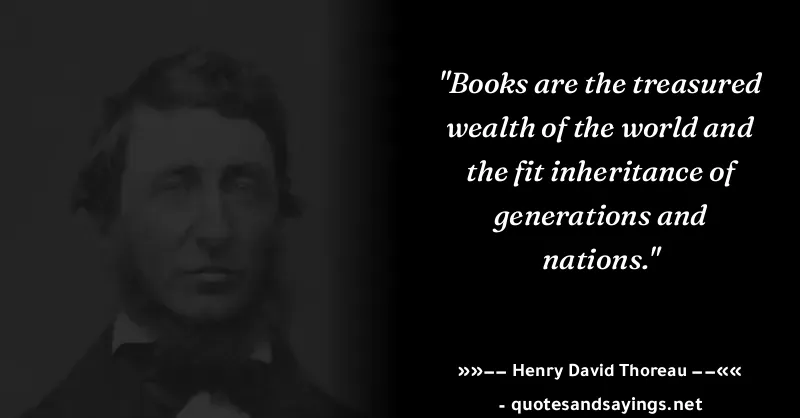 "Books are the treasured
wealth of the world and
the fit inheritance of
generations and
nations."
»»–– Henry David Thoreau ––««
- quotesandsayings.net